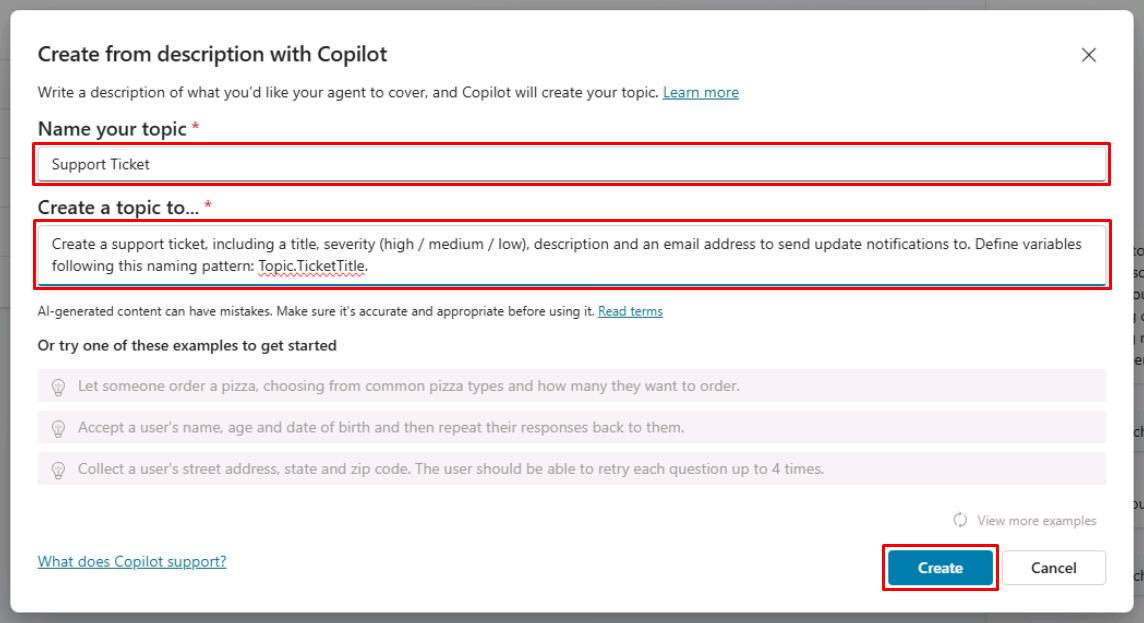 Create from description with Copilot
Write a description of what you'd like your agent to cover, and Copilot will create your topic. Learn more
Name your topic *
Support Ticket
Create a topic to... *
Create a support ticket, including a title, severity (high / medium / low), description and an email address to send update notifications to. Define variables
following this naming pattern: Topic.TicketTitle.
AI-generated content can have mistakes. Make sure it's accurate and appropriate before using it. Read terms
Or try one of these examples to get started
Let someone order a pizza, choosing from common pizza types and how many they want to order.
Accept a user's name, age and date of birth and then repeat their responses back to them.
Collect a user's street address, state and zip code. The user should be able to retry each question up to 4 times.
View more examples
What does Copilot support?
Create
Cancel